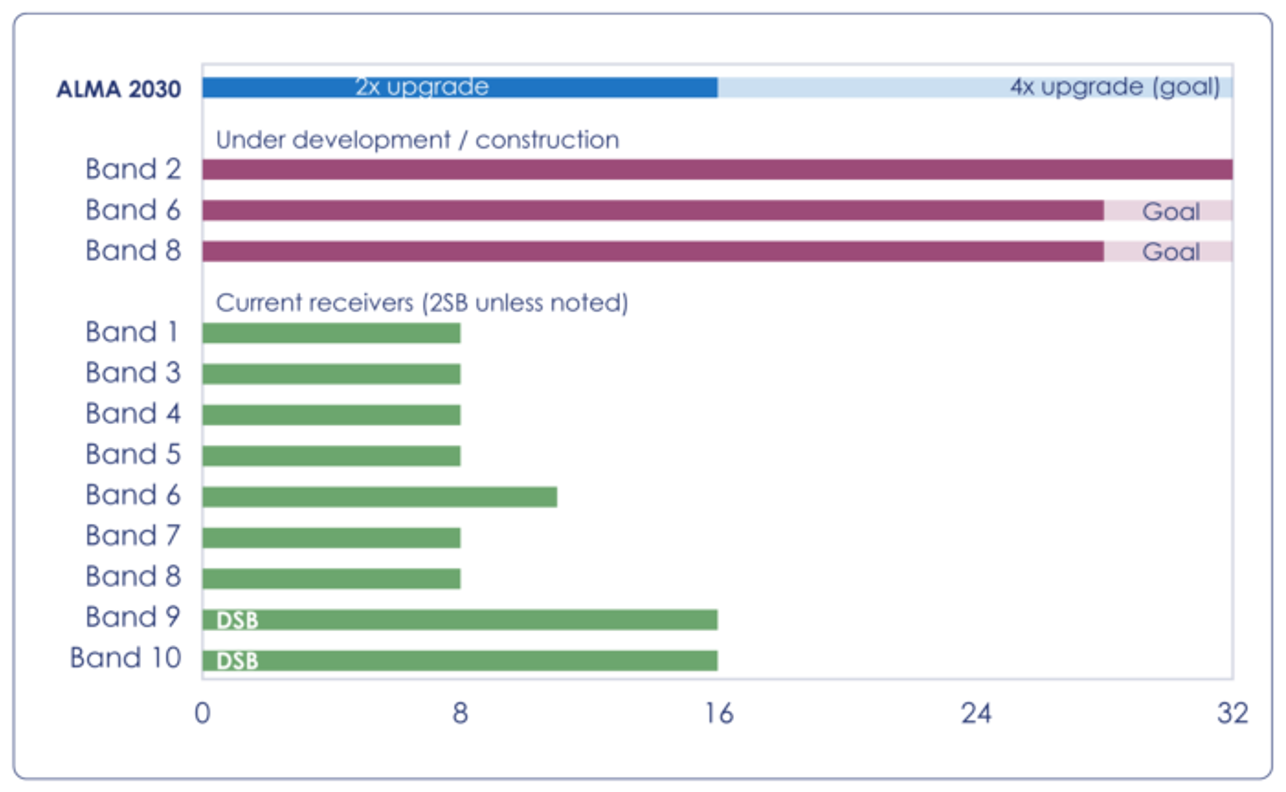 ALMA 2030 2x upgrade 4x upgrade (goal)
Under development / construction
Band 2
Band 6 Goal
Band 8 Goal
Current receivers (2SB unless noted)
Band 1
Band 3
Band 4
Band 5
Band 6
Band 7
Band 8
Band 9 DSB
Band 10 DSB
0 8 16 24 32